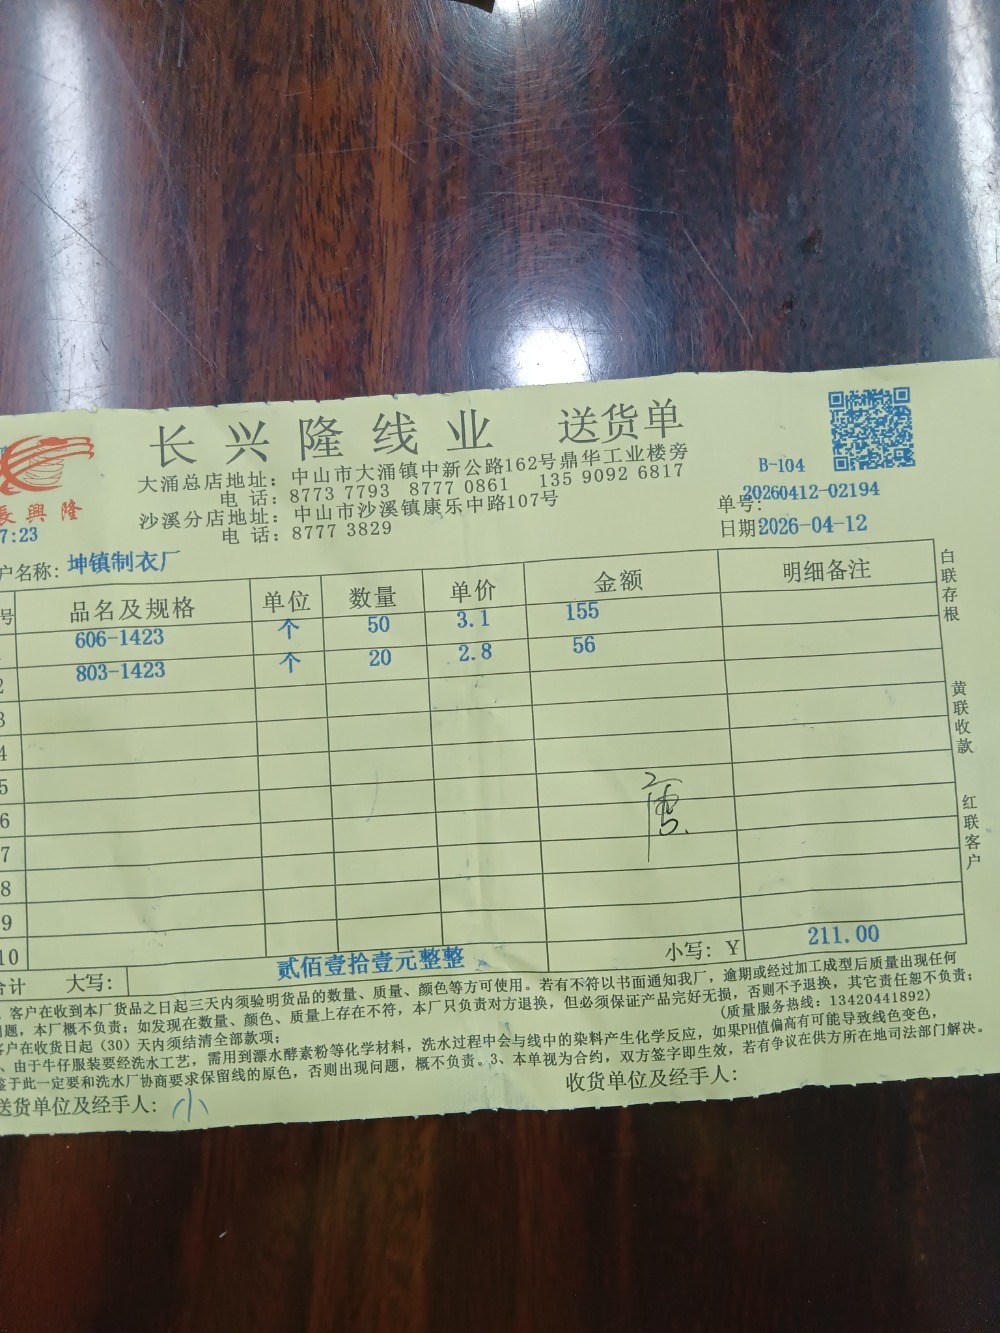 长兴隆线业 送货单
大涌总店地址：中山市大涌镇中新公路162号鼎华工业楼旁
电 话：8773 7793 8777 0861 135 9092 6817
沙溪分店地址：中山市沙溪镇康乐中路107号
电 话：8777 3829
長興隆
7:23
B-104
单号：20260412-02194
日期：2026-04-12
户名称：坤镇制衣厂
号 品名及规格 单位 数量 单价 金额 明细备注
606-1423 个 50 3.1 155
2 803-1423 个 20 2.8 56
3
4
5
6
7
8
9
10
合计 大写： 贰佰壹拾壹元整整 小写：Y 211.00
白联存根
黄联收款
红联客户
客户在收到本厂货品之日起三天内须验明货品的数量、质量、颜色等方可使用。若有不符以书面通知我厂，逾期或经过加工成型后质量出现任何
问题，本厂概不负责；如发现在数量、颜色、质量上存在不符，本厂只负责对方退换，但必须保证产品完好无损，否则不予退换，其它责任恕不负责；
客户在收货日起（30）天内须结清全部款项； (质量服务热线：13420441892)
、由于牛仔服装要经洗水工艺，需用到漂水酵素粉等化学材料，洗水过程中会与线中的染料产生化学反应，如果PH值偏高有可能导致线色变色，
鉴于此一定要和洗水厂协商要求保留线的原色，否则出现问题，概不负责。3、本单视为合约，双方签字即生效，若有争议在供方所在地司法部门解决。
送货单位及经手人：小
收货单位及经手人：